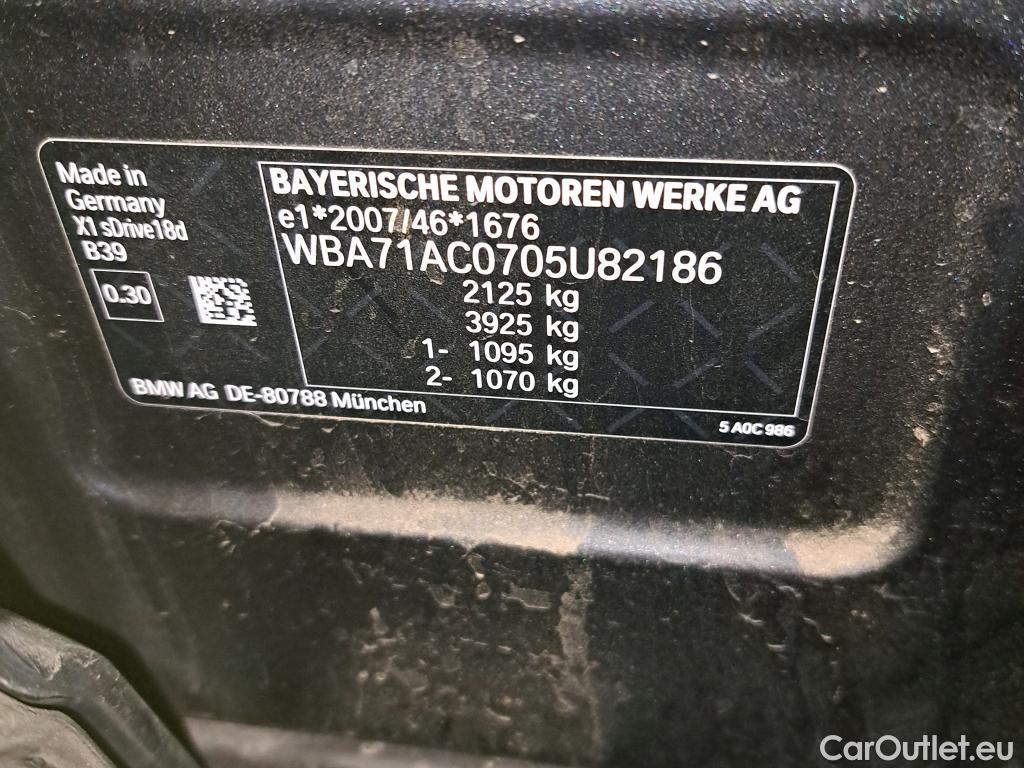 Made in
Germany
X1 sDrive18d
B39
0.30
BAYERISCHE MOTOREN WERKE AG
e1*2007/46*1676
WBA71AC0705U82186
2125 kg
3925 kg
1- 1095 kg
2- 1070 kg
BMW AG DE-80788 München
5 A0C 986
CarOutlet.eu